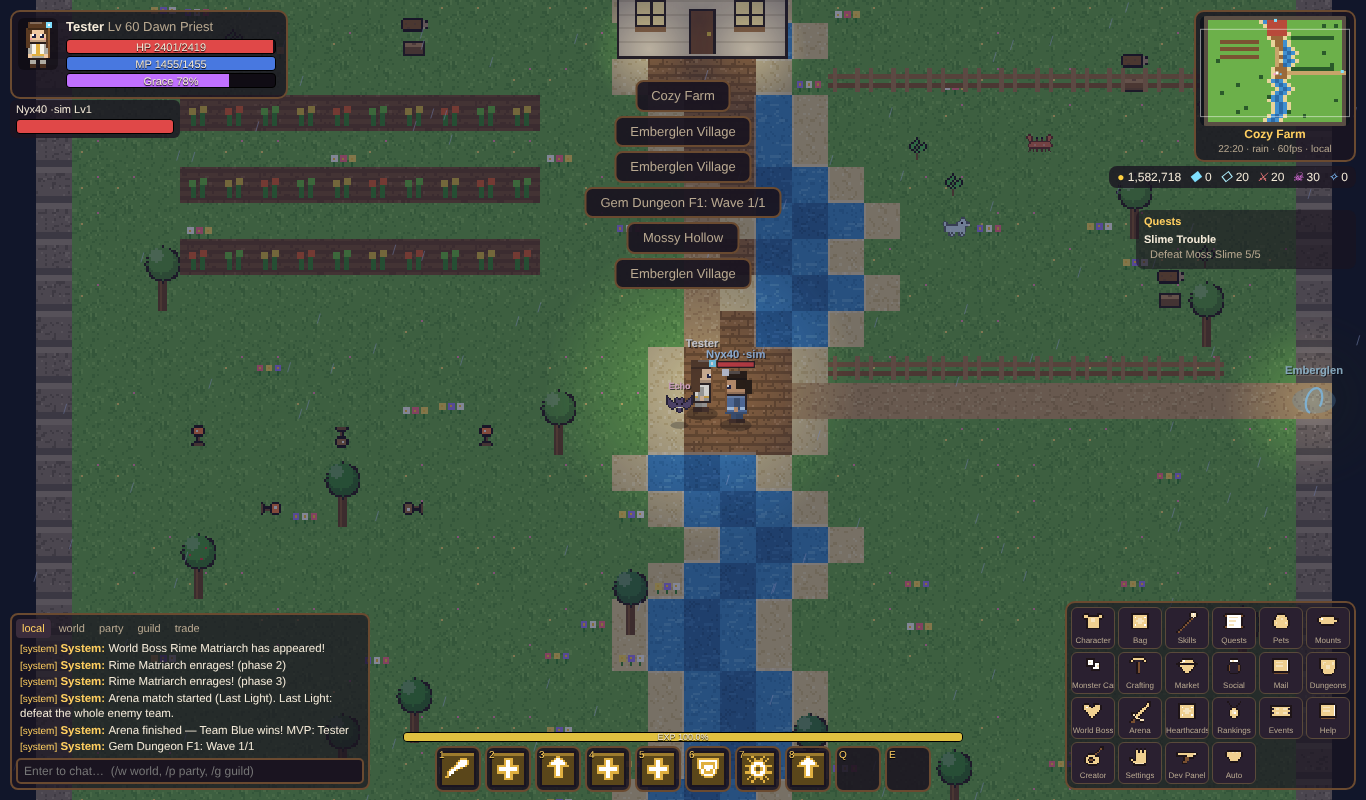 Tester Lv 60 Dawn Priest
HP 2401/2419
MP 1455/1455
Grace 78%
Nyx40 ·sim Lv1
Cozy Farm
Emberglen Village
Emberglen Village
Gem Dungeon F1: Wave 1/1
Mossy Hollow
Emberglen Village
Cozy Farm
22:20 · rain · 60fps · local
1,582,718 0 20 20 30 0
Quests
Slime Trouble
Defeat Moss Slime 5/5
Tester
Nyx40 ·sim
Echo
Emberglen
local world party guild trade
[system] System: World Boss Rime Matriarch has appeared!
[system] System: Rime Matriarch enrages! (phase 2)
[system] System: Rime Matriarch enrages! (phase 3)
[system] System: Arena match started (Last Light). Last Light:
defeat the whole enemy team.
[system] System: Arena finished — Team Blue wins! MVP: Tester
[system] System: Gem Dungeon F1: Wave 1/1
Enter to chat… (/w world, /p party, /g guild)
EXP 100.0%
1 2 3 4 5 6 7 8 Q E
Character Bag Skills Quests Pets Mounts
Monster Ca Crafting Market Social Mail Dungeons
World Boss Arena Hearthcards Rankings Events Help
Creator Settings Dev Panel Auto